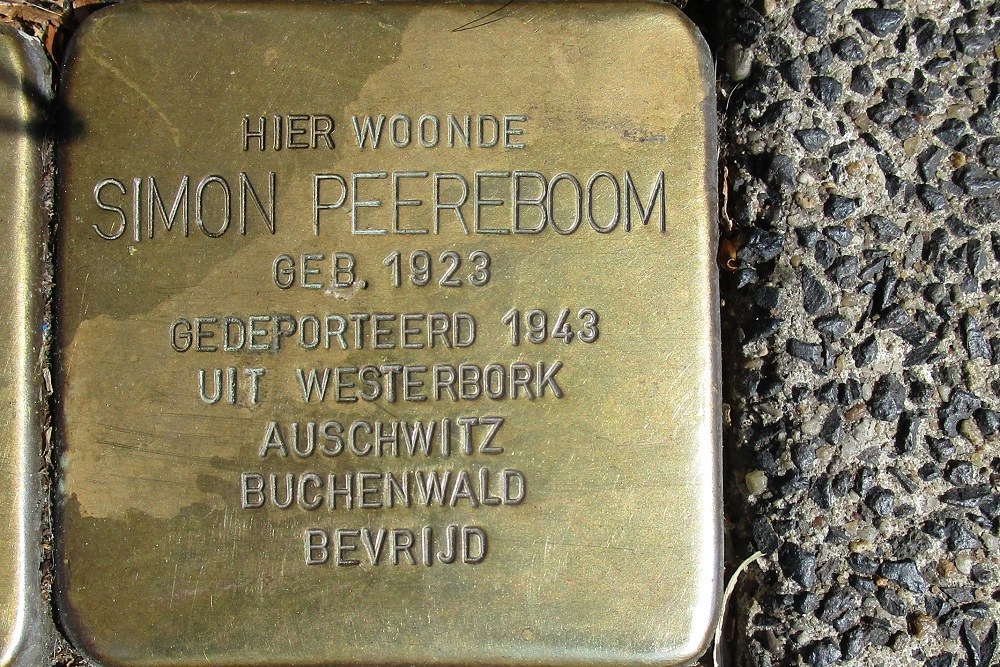 HIER WOONDE
SIMON PEEREBOOM
GEB. 1923
GEDEPORTEERD 1943
UIT WESTERBORK
AUSCHWITZ
BUCHENWALD
BEVRIJD